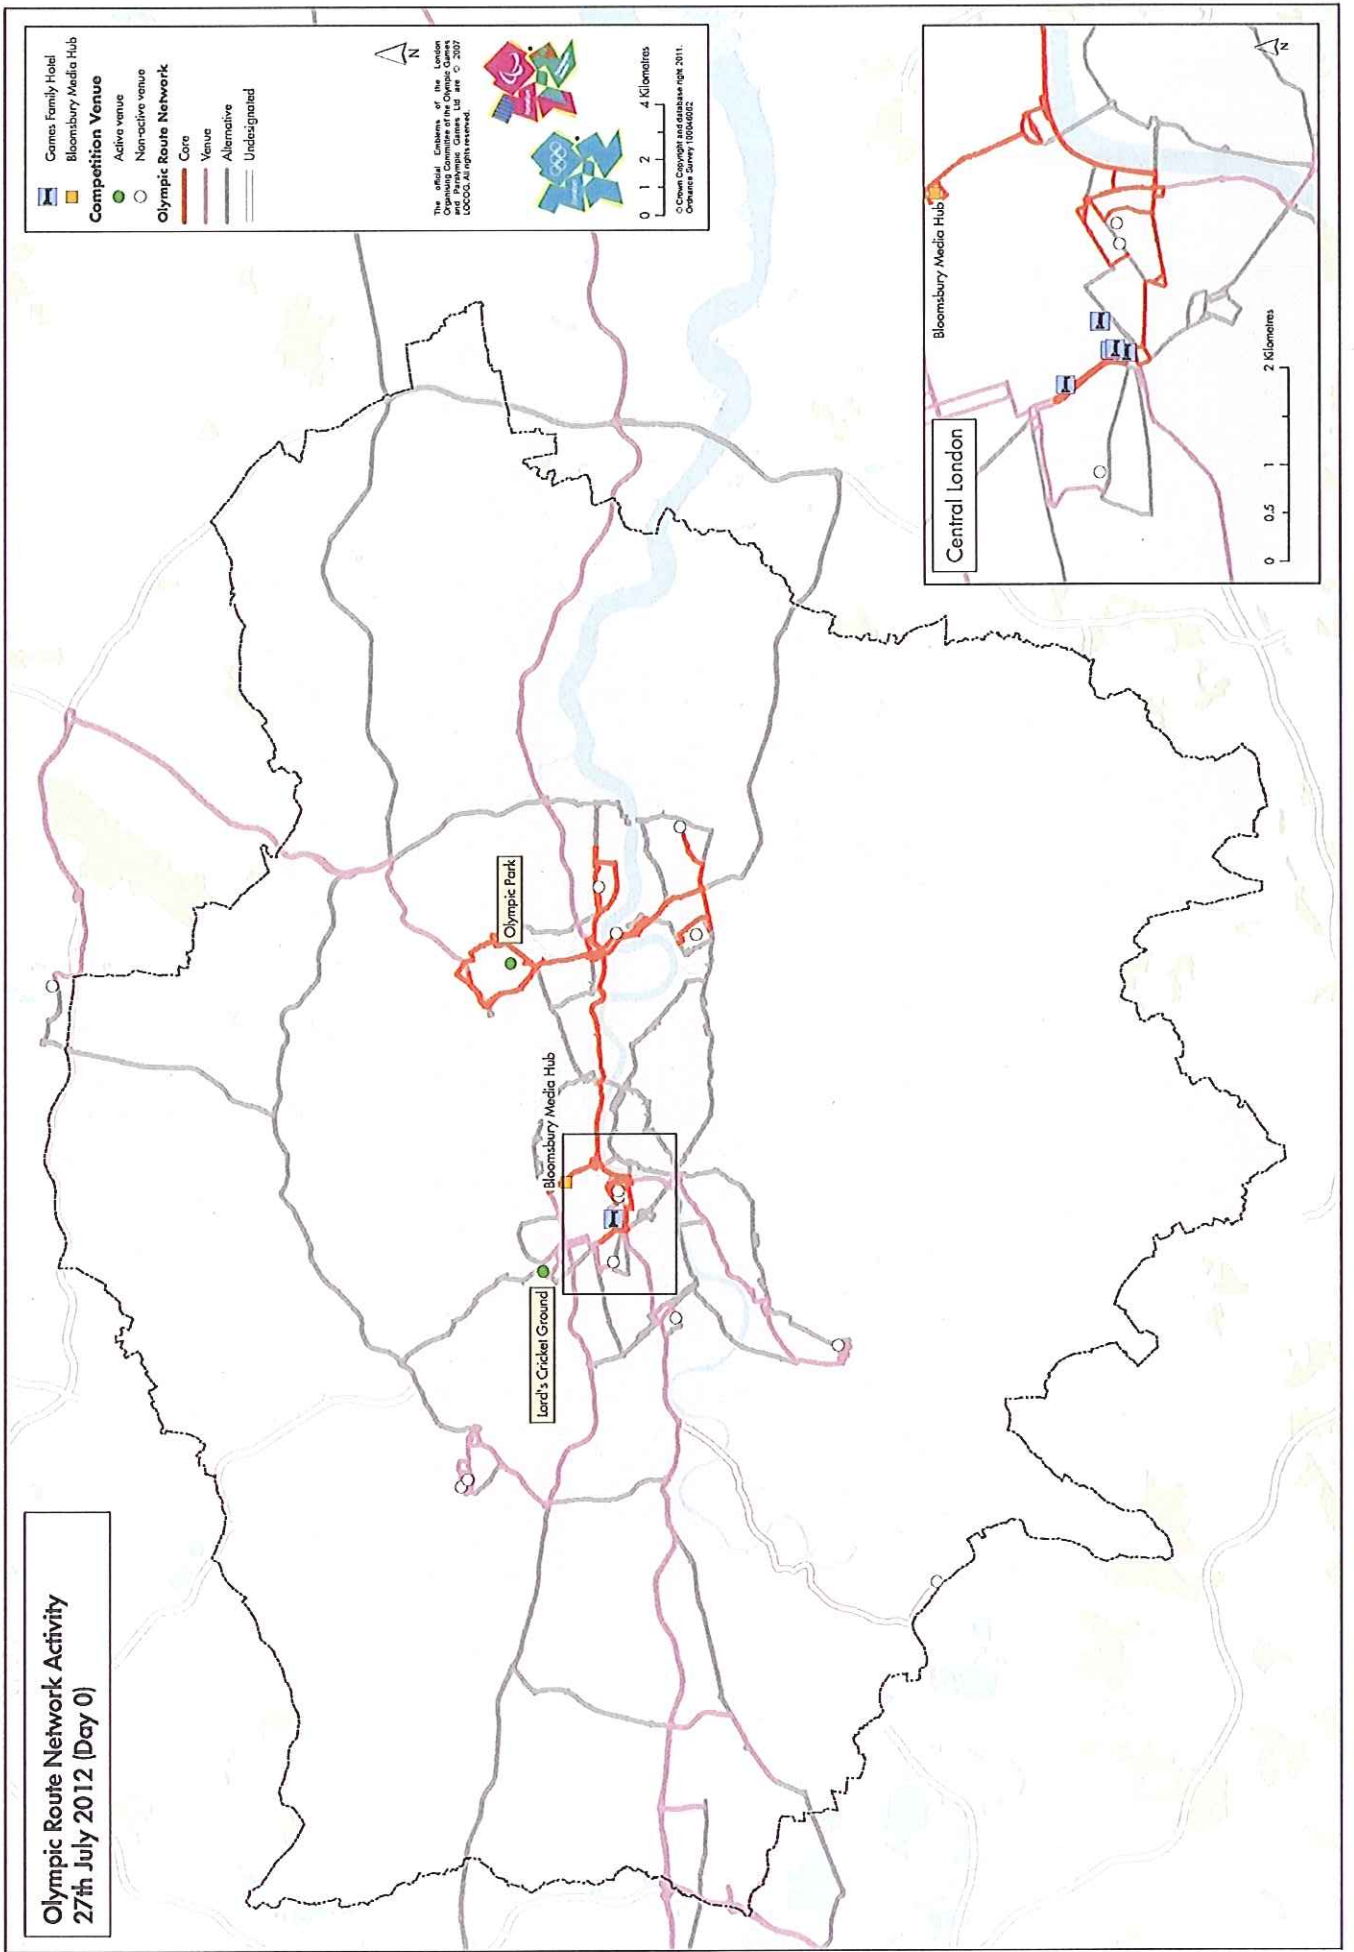 Olympic Route Network Activity
27th July 2012 (Day 0)
Games Family Hotel
Bloomsbury Media Hub
Competition Venue
Active venue
Non-active venue
Olympic Route Network
Core
Venue
Alternative
Undesignated
N
The official Emblems of the London
Organising Committee of the Olympic Games
and Paralympic Games Ltd are © 2007
LOCOG. All rights reserved.
0 1 2 4 Kilometres
© Crown Copyright and database right 2011.
Ordnance Survey 100046062
Olympic Park
Bloomsbury Media Hub
Lord's Cricket Ground
Central London
Bloomsbury Media Hub
N
0 0.5 1 2 Kilometres